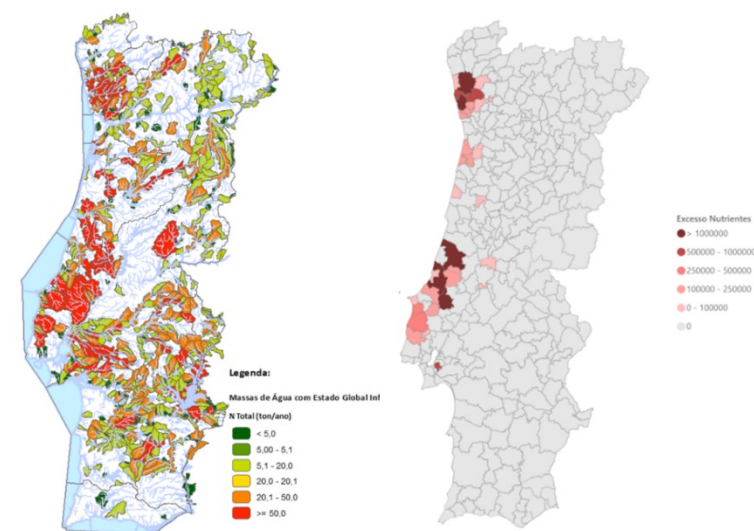 Legenda:
Massas de Água com Estado Global Inf
N Total (ton/ano)
< 5,0
5,00 - 5,1
5,1 - 20,0
20,0 - 20,1
20,1 - 50,0
>= 50,0
Excesso Nutrientes
> 1000000
500000 - 1000000
250000 - 500000
100000 - 250000
0 - 100000
0